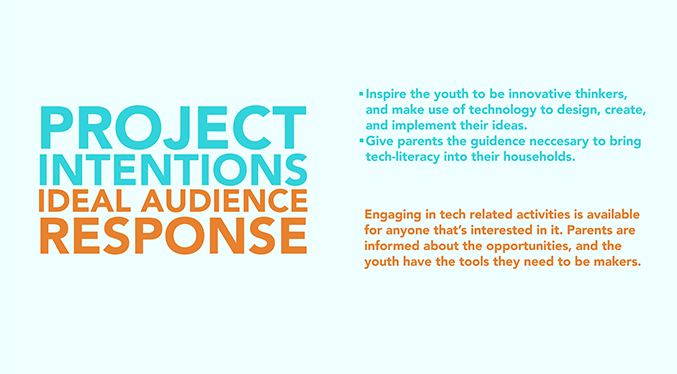 PROJECT
INTENTIONS
IDEAL AUDIENCE
RESPONSE
▪Inspire the youth to be innovative thinkers,
and make use of technology to design, create,
and implement their ideas.
▪Give parents the guidance neccesary to bring
tech-literacy into their households.
Engaging in tech related activities is available
for anyone that's interested in it. Parents are
informed about the opportunities, and the
youth have the tools they need to be makers.